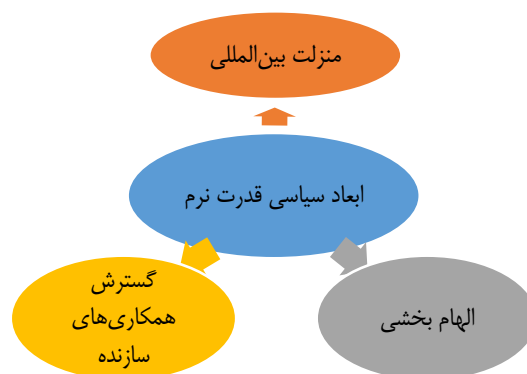 منزلت بین‌المللی
ابعاد سیاسی قدرت نرم
الهام بخشی
گسترش
همکاری‌های
سازنده